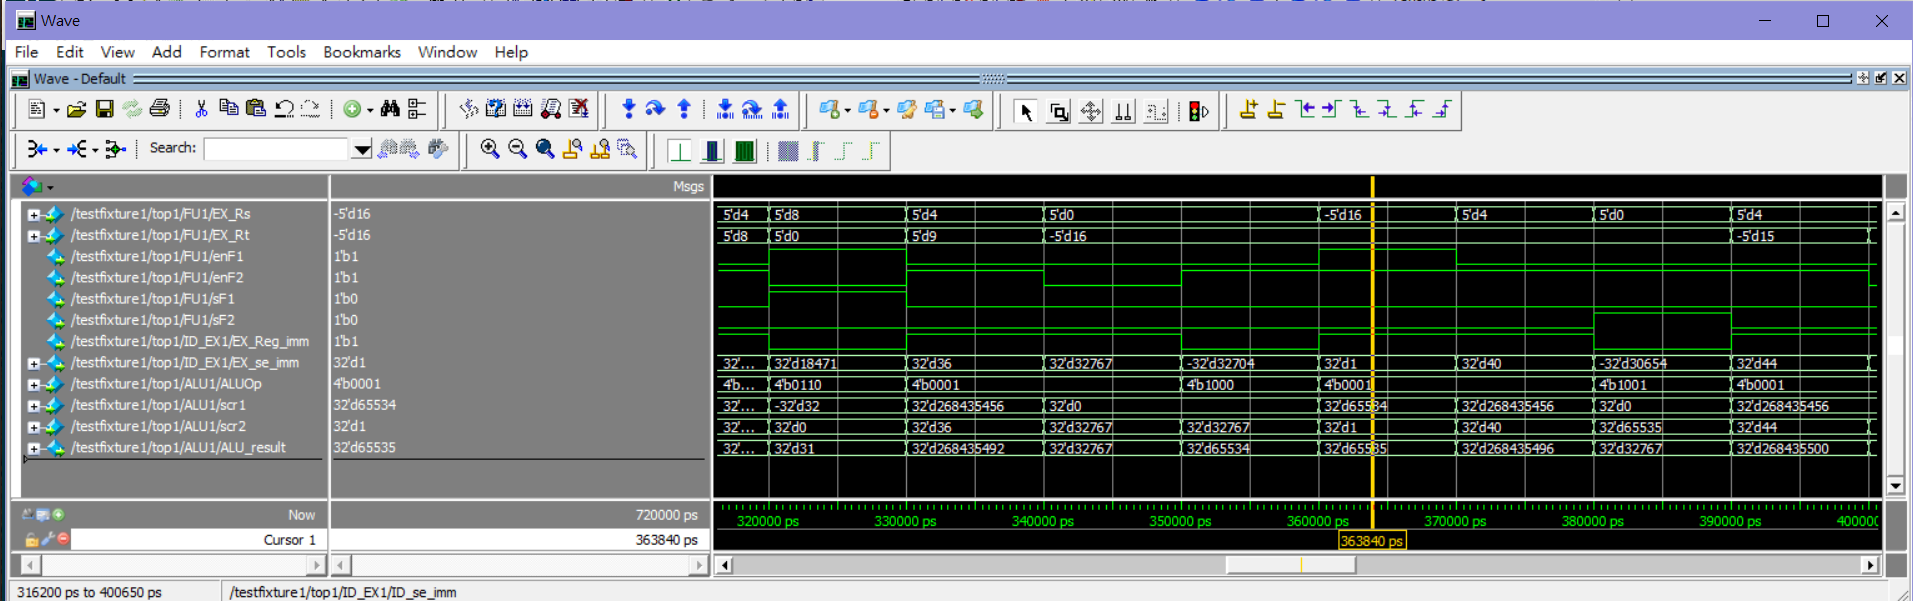 Wave
File Edit View Add Format Tools Bookmarks Window Help
Wave - Default
Search:
Msgs
/testfixture1/top1/FU1/EX_Rs -5'd16 5'd4 5'd8 5'd4 5'd0 -5'd16 5'd4 5'd0 5'd4
/testfixture1/top1/FU1/EX_Rt -5'd16 5'd8 5'd0 5'd9 -5'd16 -5'd15
/testfixture1/top1/FU1/enF1 1'b1
/testfixture1/top1/FU1/enF2 1'b1
/testfixture1/top1/FU1/sF1 1'b0
/testfixture1/top1/FU1/sF2 1'b0
/testfixture1/top1/ID_EX1/EX_Reg_imm 1'b1
/testfixture1/top1/ID_EX1/EX_se_imm 32'd1 32'... 32'd18471 32'd36 32'd32767 -32'd32704 32'd1 32'd40 -32'd30654 32'd44
/testfixture1/top1/ALU1/ALUOp 4'b0001 4'b... 4'b0110 4'b0001 4'b1000 4'b0001 4'b1001 4'b0001
/testfixture1/top1/ALU1/scr1 32'd65534 32'... -32'd32 32'd268435456 32'd0 32'd65534 32'd268435456 32'd0 32'd268435456
/testfixture1/top1/ALU1/scr2 32'd1 32'... 32'd0 32'd36 32'd32767 32'd32767 32'd1 32'd40 32'd65535 32'd44
/testfixture1/top1/ALU1/ALU_result 32'd65535 32'... 32'd31 32'd268435492 32'd32767 32'd65534 32'd65535 32'd268435496 32'd32767 32'd268435500
Now 720000 ps 320000 ps 330000 ps 340000 ps 350000 ps 360000 ps 370000 ps 380000 ps 390000 ps 400000
Cursor 1 363840 ps 363840 ps
316200 ps to 400650 ps /testfixture1/top1/ID_EX1/ID_se_imm